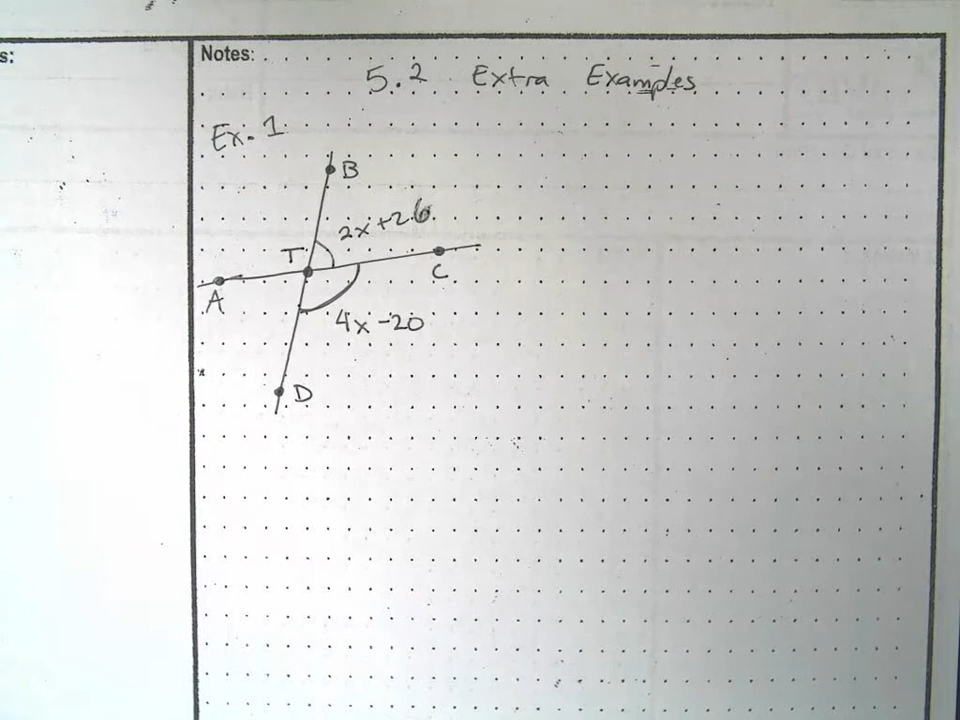 s:
Notes:
5.2 Extra Examples
Ex. 1
B
2x+26
T
C
A
4x-20
D